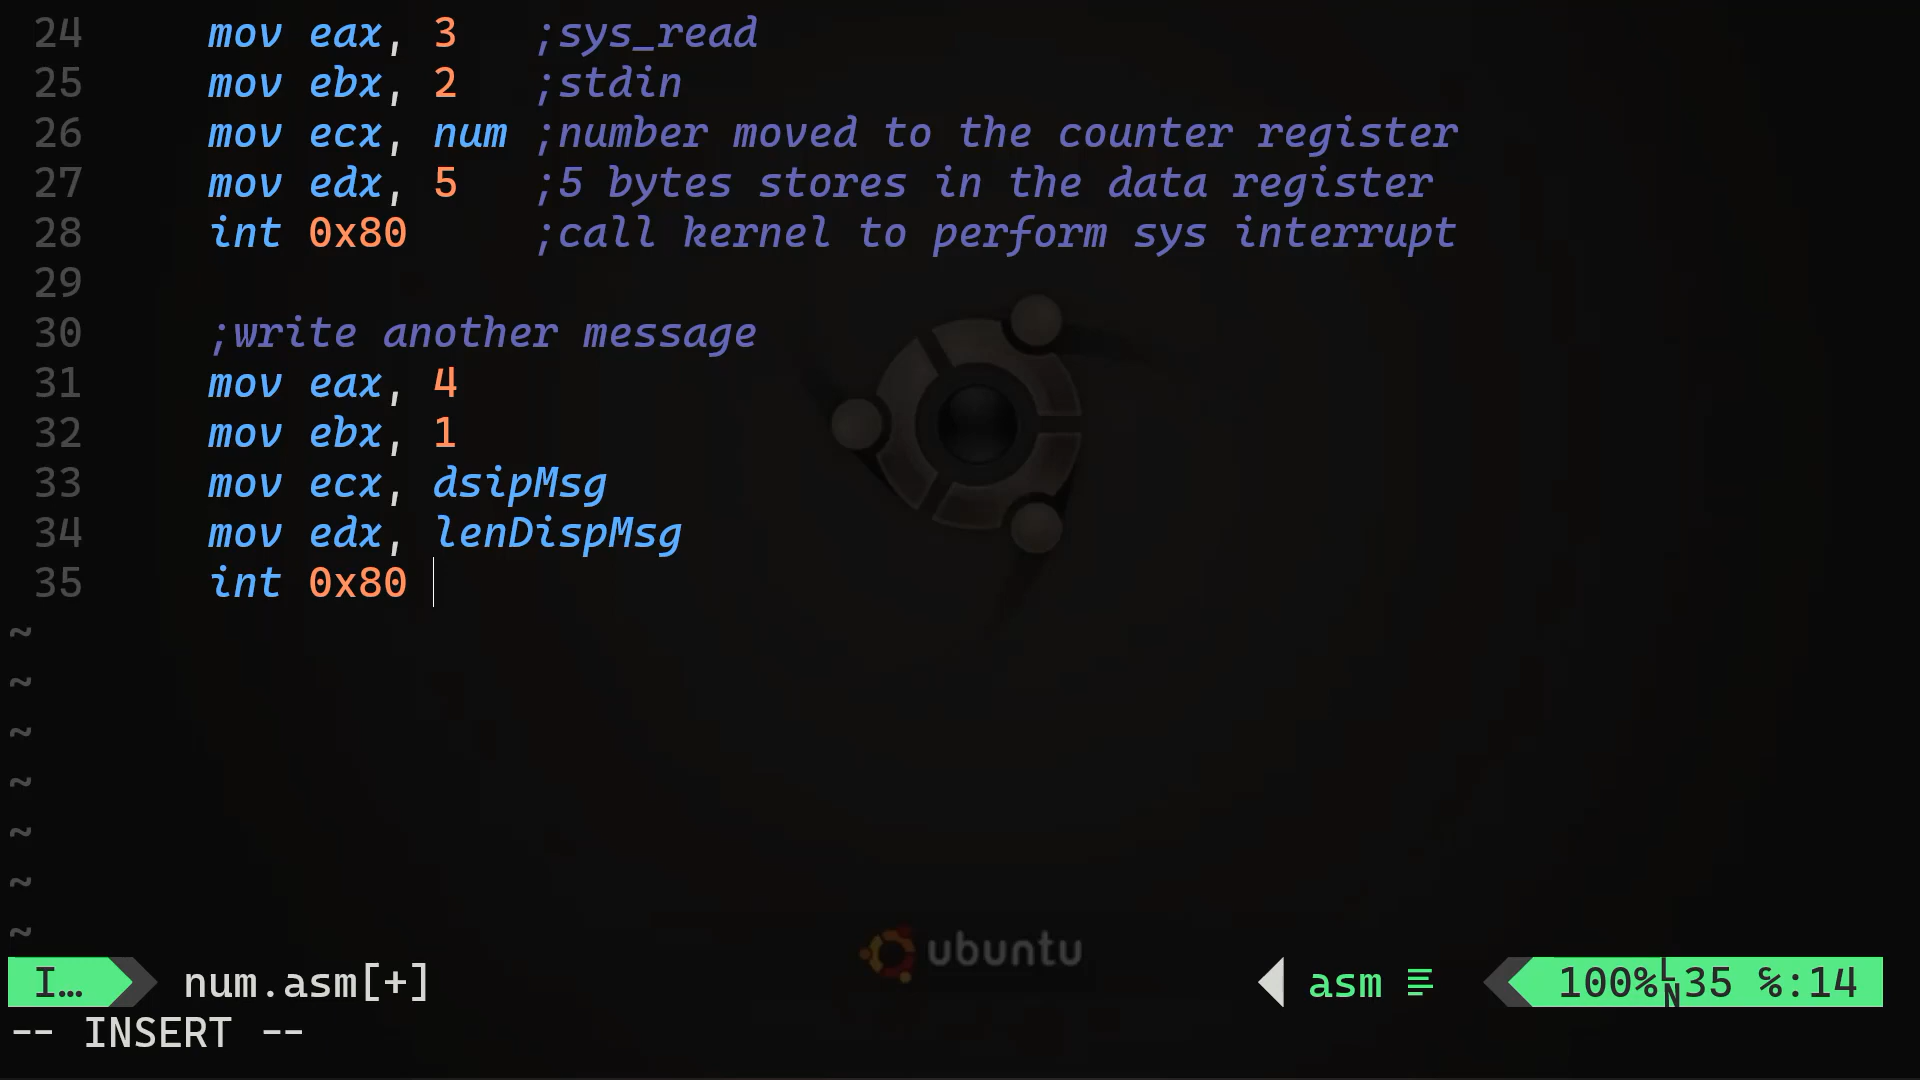 24 mov eax, 3 ;sys_read
25 mov ebx, 2 ;stdin
26 mov ecx, num ;number moved to the counter register
27 mov edx, 5 ;5 bytes stores in the data register
28 int 0x80 ;call kernel to perform sys interrupt
29
30 ;write another message
31 mov eax, 4
32 mov ebx, 1
33 mov ecx, dsipMsg
34 mov edx, lenDispMsg
35 int 0x80
~
~
~
~
~
~
~
ubuntu
I… num.asm[+] asm 100% LN 35 %:14
-- INSERT --